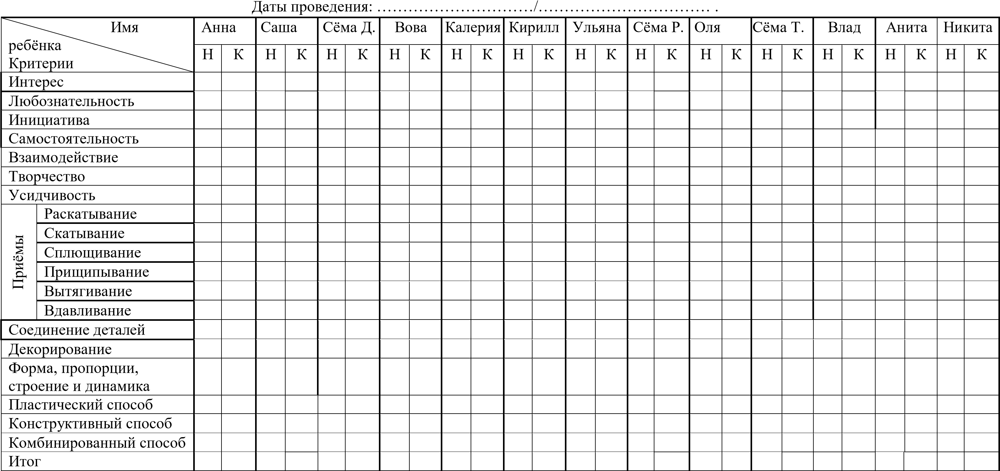 Даты проведения: …………………………/…………………………… .
Имя Анна Саша Сёма Д. Вова Калерия Кирилл Ульяна Сёма Р. Оля Сёма Т. Влад Анита Никита
ребёнка
Критерии Н К Н К Н К Н К Н К Н К Н К Н К Н К Н К Н К Н К Н К
Интерес
Любознательность
Инициатива
Самостоятельность
Взаимодействие
Творчество
Усидчивость
Приёмы
Раскатывание
Скатывание
Сплющивание
Прищипывание
Вытягивание
Вдавливание
Соединение деталей
Декорирование
Форма, пропорции,
строение и динамика
Пластический способ
Конструктивный способ
Комбинированный способ
Итог